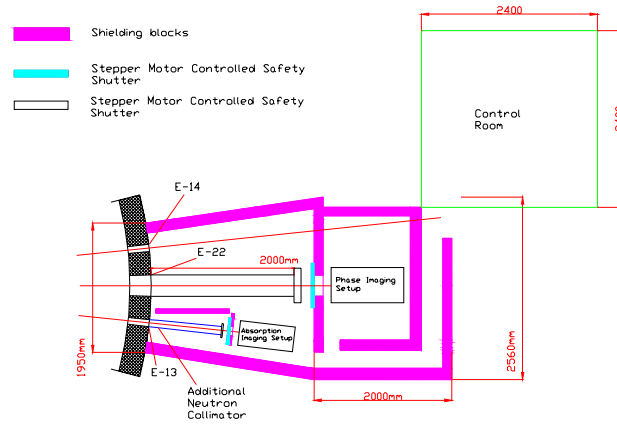 2400
Shielding blocks
Stepper Motor Controlled Safety
Shutter
Stepper Motor Controlled Safety
Shutter
Control
Room
2400
E-14
E-22
2000mm
Phase Imaging
Setup
Absorption
Imaging Setup
1950mm
E-13
2560mm
Additional
Neutron
Collimator
2000mm